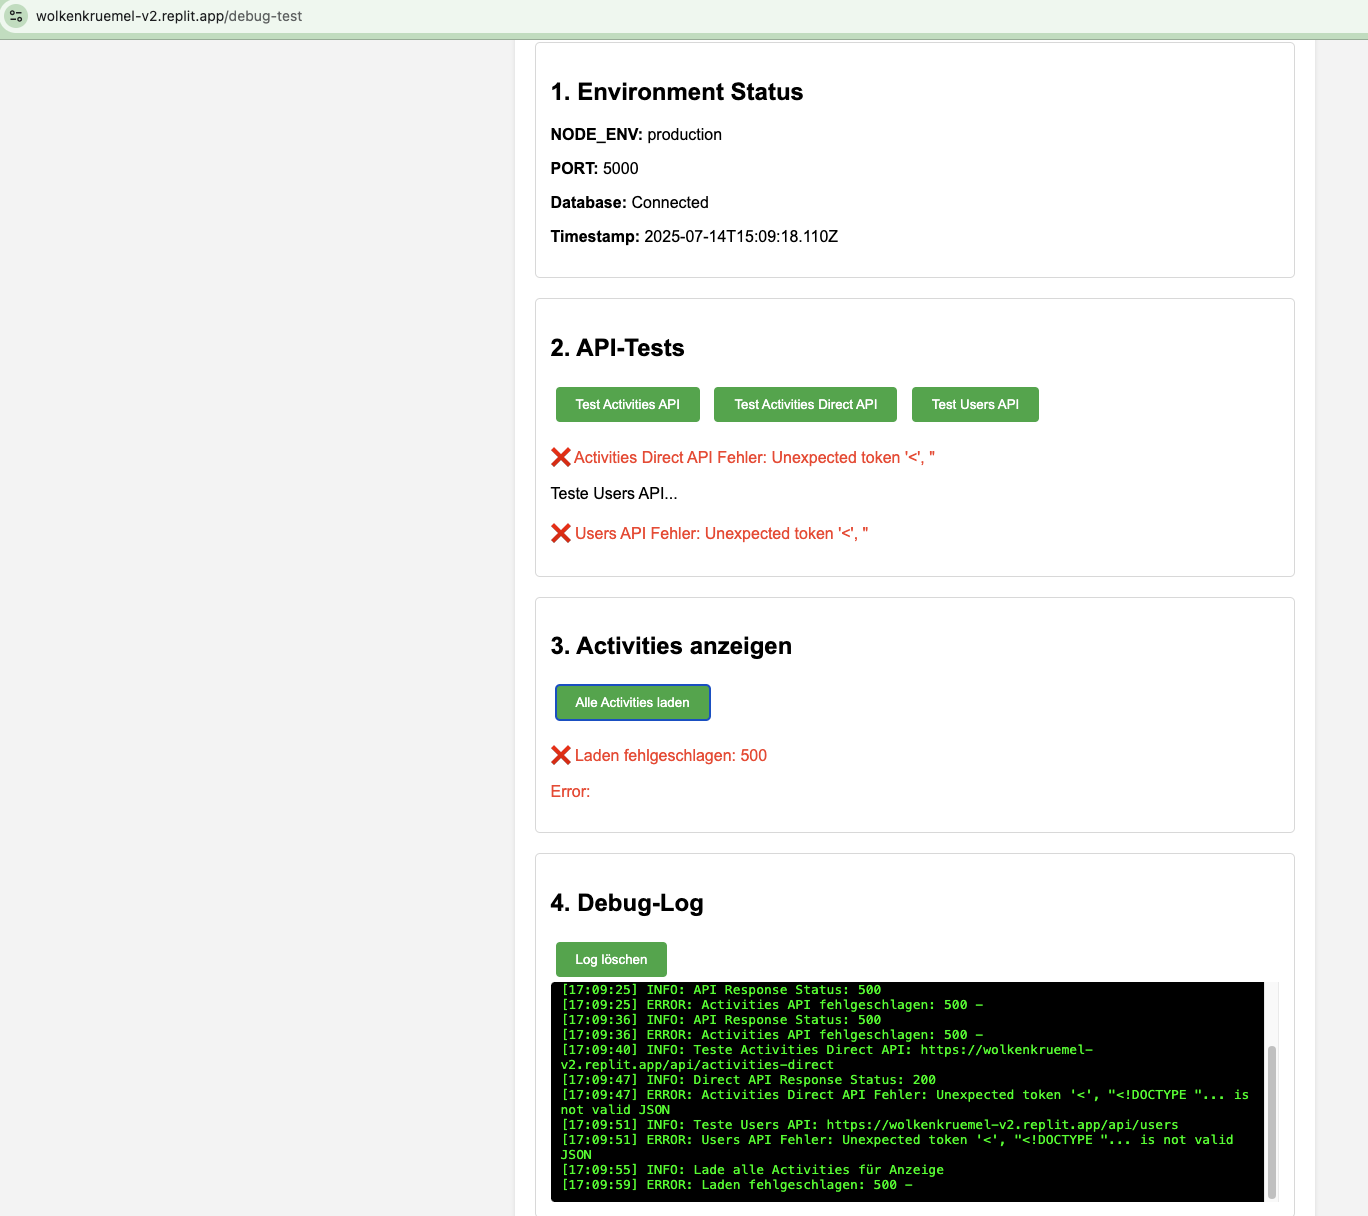 wolkenkruemel-v2.replit.app/debug-test
1. Environment Status
NODE_ENV: production
PORT: 5000
Database: Connected
Timestamp: 2025-07-14T15:09:18.110Z
2. API-Tests
Test Activities API
Test Activities Direct API
Test Users API
❌ Activities Direct API Fehler: Unexpected token '<', "
Teste Users API...
❌ Users API Fehler: Unexpected token '<', "
3. Activities anzeigen
Alle Activities laden
❌ Laden fehlgeschlagen: 500
Error:
4. Debug-Log
Log löschen
[17:09:25] INFO: API Response Status: 500
[17:09:25] ERROR: Activities API fehlgeschlagen: 500 –
[17:09:36] INFO: API Response Status: 500
[17:09:36] ERROR: Activities API fehlgeschlagen: 500 –
[17:09:40] INFO: Teste Activities Direct API: https://wolkenkruemel-
v2.replit.app/api/activities-direct
[17:09:47] INFO: Direct API Response Status: 200
[17:09:47] ERROR: Activities Direct API Fehler: Unexpected token '<', "<!DOCTYPE "... is
not valid JSON
[17:09:51] INFO: Teste Users API: https://wolkenkruemel-v2.replit.app/api/users
[17:09:51] ERROR: Users API Fehler: Unexpected token '<', "<!DOCTYPE "... is not valid
JSON
[17:09:55] INFO: Lade alle Activities für Anzeige
[17:09:59] ERROR: Laden fehlgeschlagen: 500 –